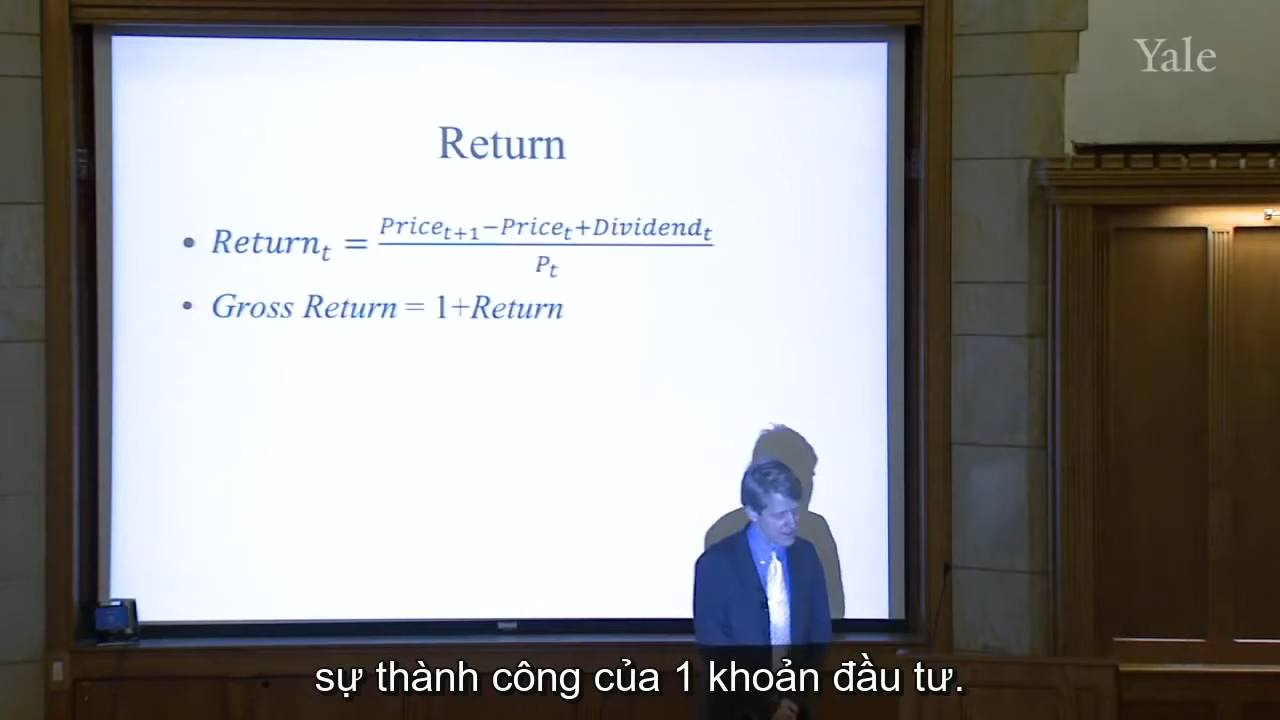 Yale
Return
• Return_t = (Price_{t+1}−Price_t+Dividend_t)/P_t
• Gross Return = 1+Return
sự thành công của 1 khoản đầu tư.